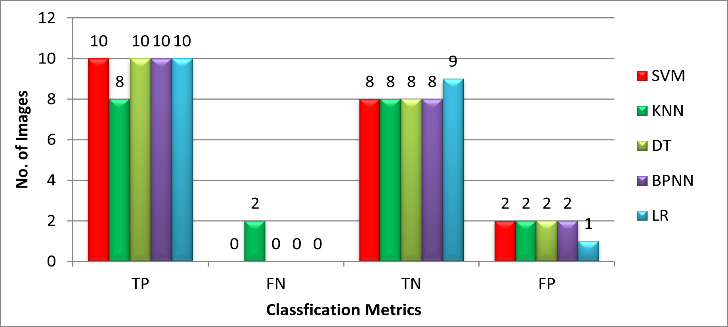 12
10
8
6
4
2
0
No. of Images
10 8 10 10 10
0 2 0 0 0
8 8 8 8 9
2 2 2 2 1
TP FN TN FP
Classfication Metrics
SVM
KNN
DT
BPNN
LR